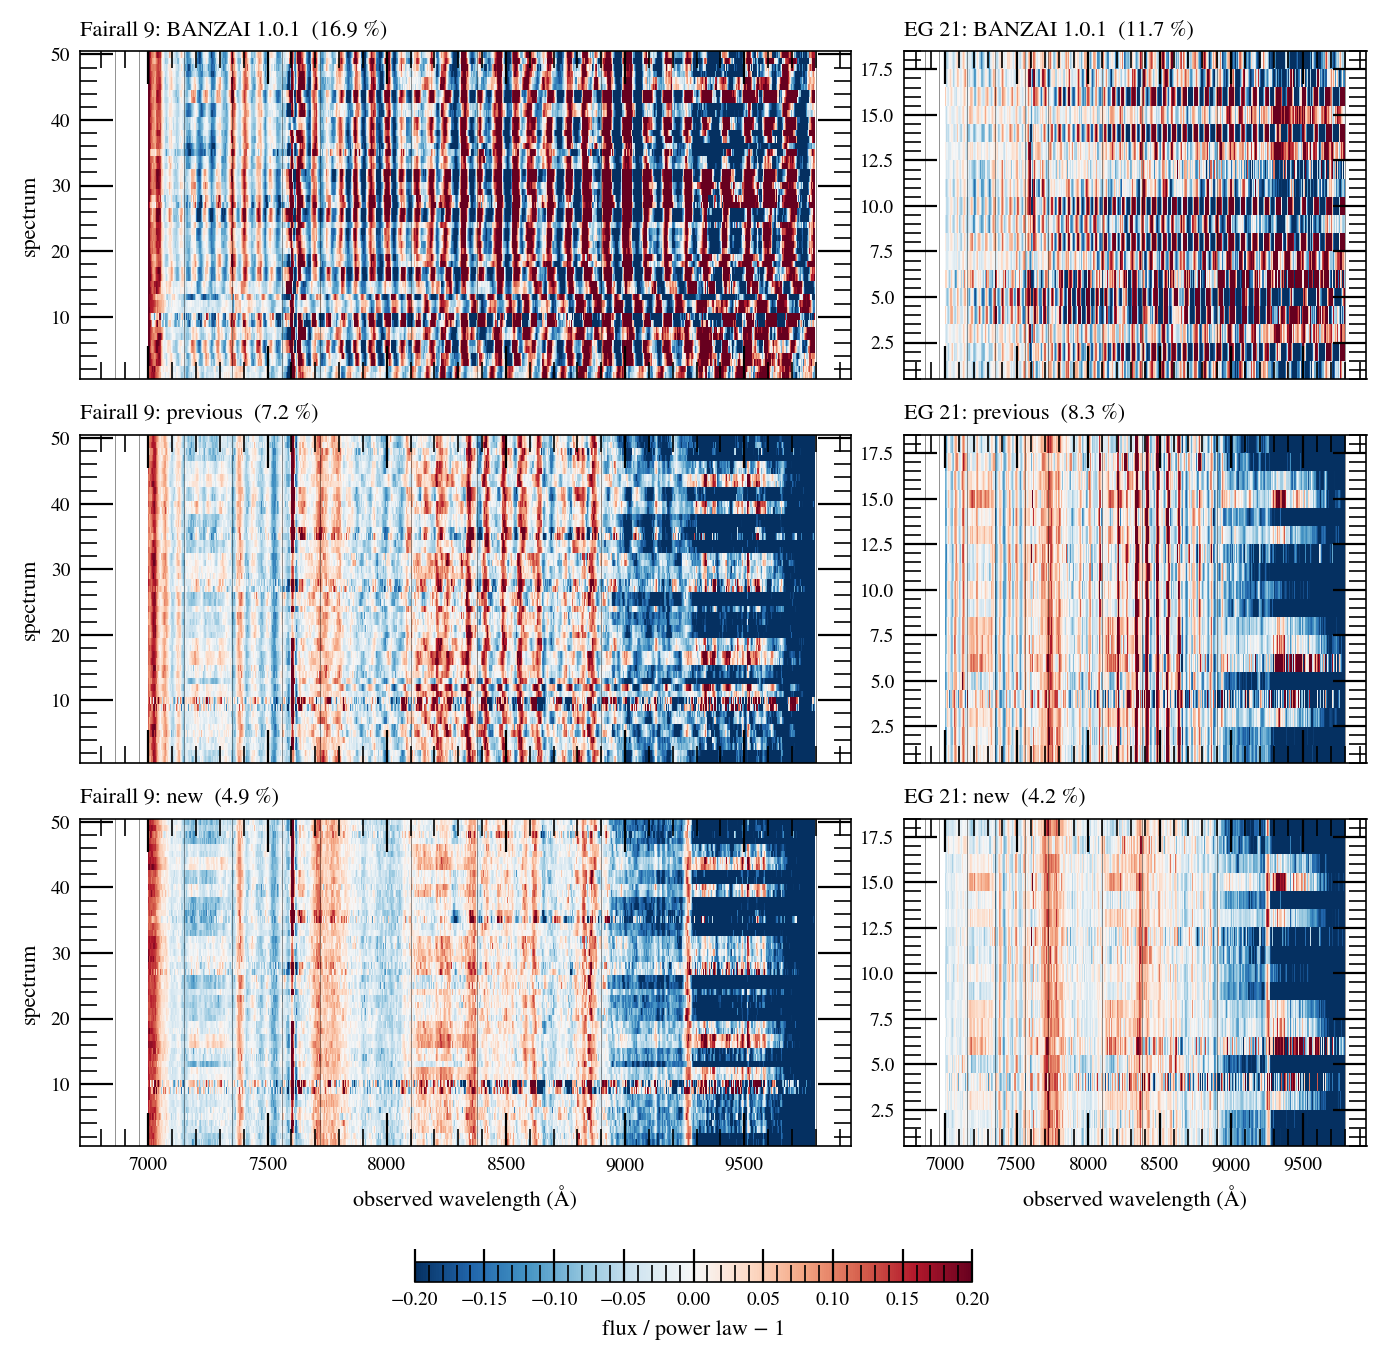 Fairall 9: BANZAI 1.0.1 (16.9 %)
EG 21: BANZAI 1.0.1 (11.7 %)
50
40
30
20
10
spectrum
17.5
15.0
12.5
10.0
7.5
5.0
2.5
Fairall 9: previous (7.2 %)
EG 21: previous (8.3 %)
50
40
30
20
10
spectrum
17.5
15.0
12.5
10.0
7.5
5.0
2.5
Fairall 9: new (4.9 %)
EG 21: new (4.2 %)
50
40
30
20
10
spectrum
17.5
15.0
12.5
10.0
7.5
5.0
2.5
7000 7500 8000 8500 9000 9500
7000 7500 8000 8500 9000 9500
observed wavelength (Å)
observed wavelength (Å)
−0.20 −0.15 −0.10 −0.05 0.00 0.05 0.10 0.15 0.20
flux / power law − 1